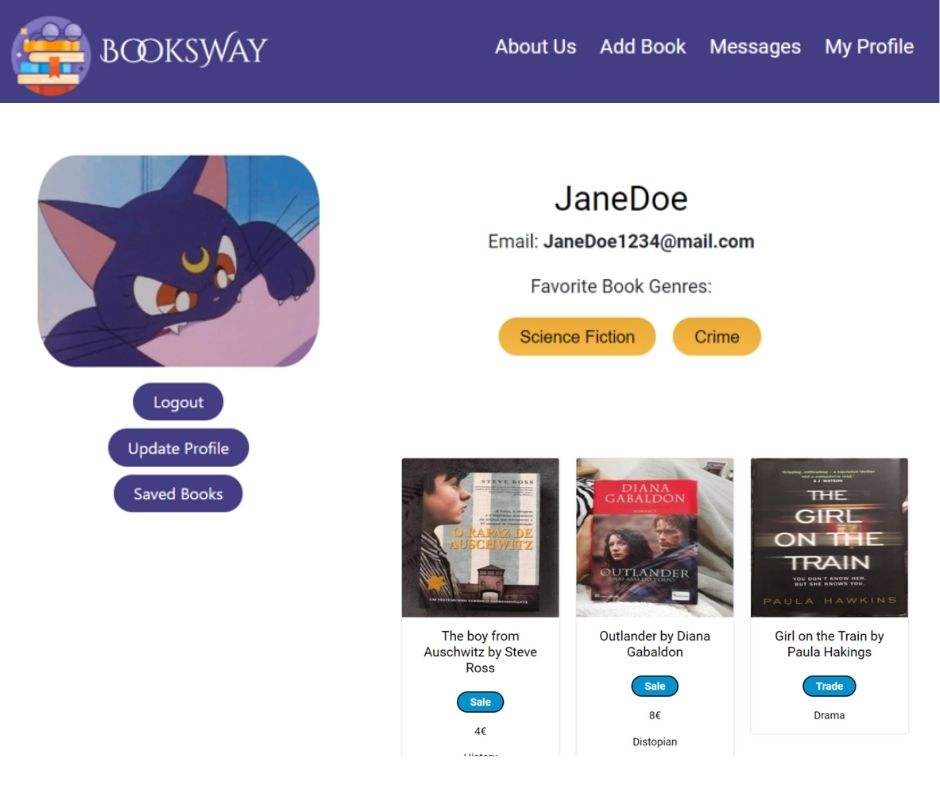 BOOKSWAY
About Us
Add Book
Messages
My Profile
JaneDoe
Email: JaneDoe1234@mail.com
Favorite Book Genres:
Science Fiction
Crime
Logout
Update Profile
Saved Books
STEVE ROSS
O RAPAZ DE
AUSCHWITZ
The boy from
Auschwitz by Steve
Ross
Sale
4€
DIANA
GABALDON
OUTLANDER
Outlander by Diana
Gabaldon
Sale
8€
Distopian
THE
GIRL
ON THE
TRAIN
YOU DON'T KNOW HER.
BUT SHE KNOWS YOU.
PAULA HAWKINS
Girl on the Train by
Paula Hakings
Trade
Drama